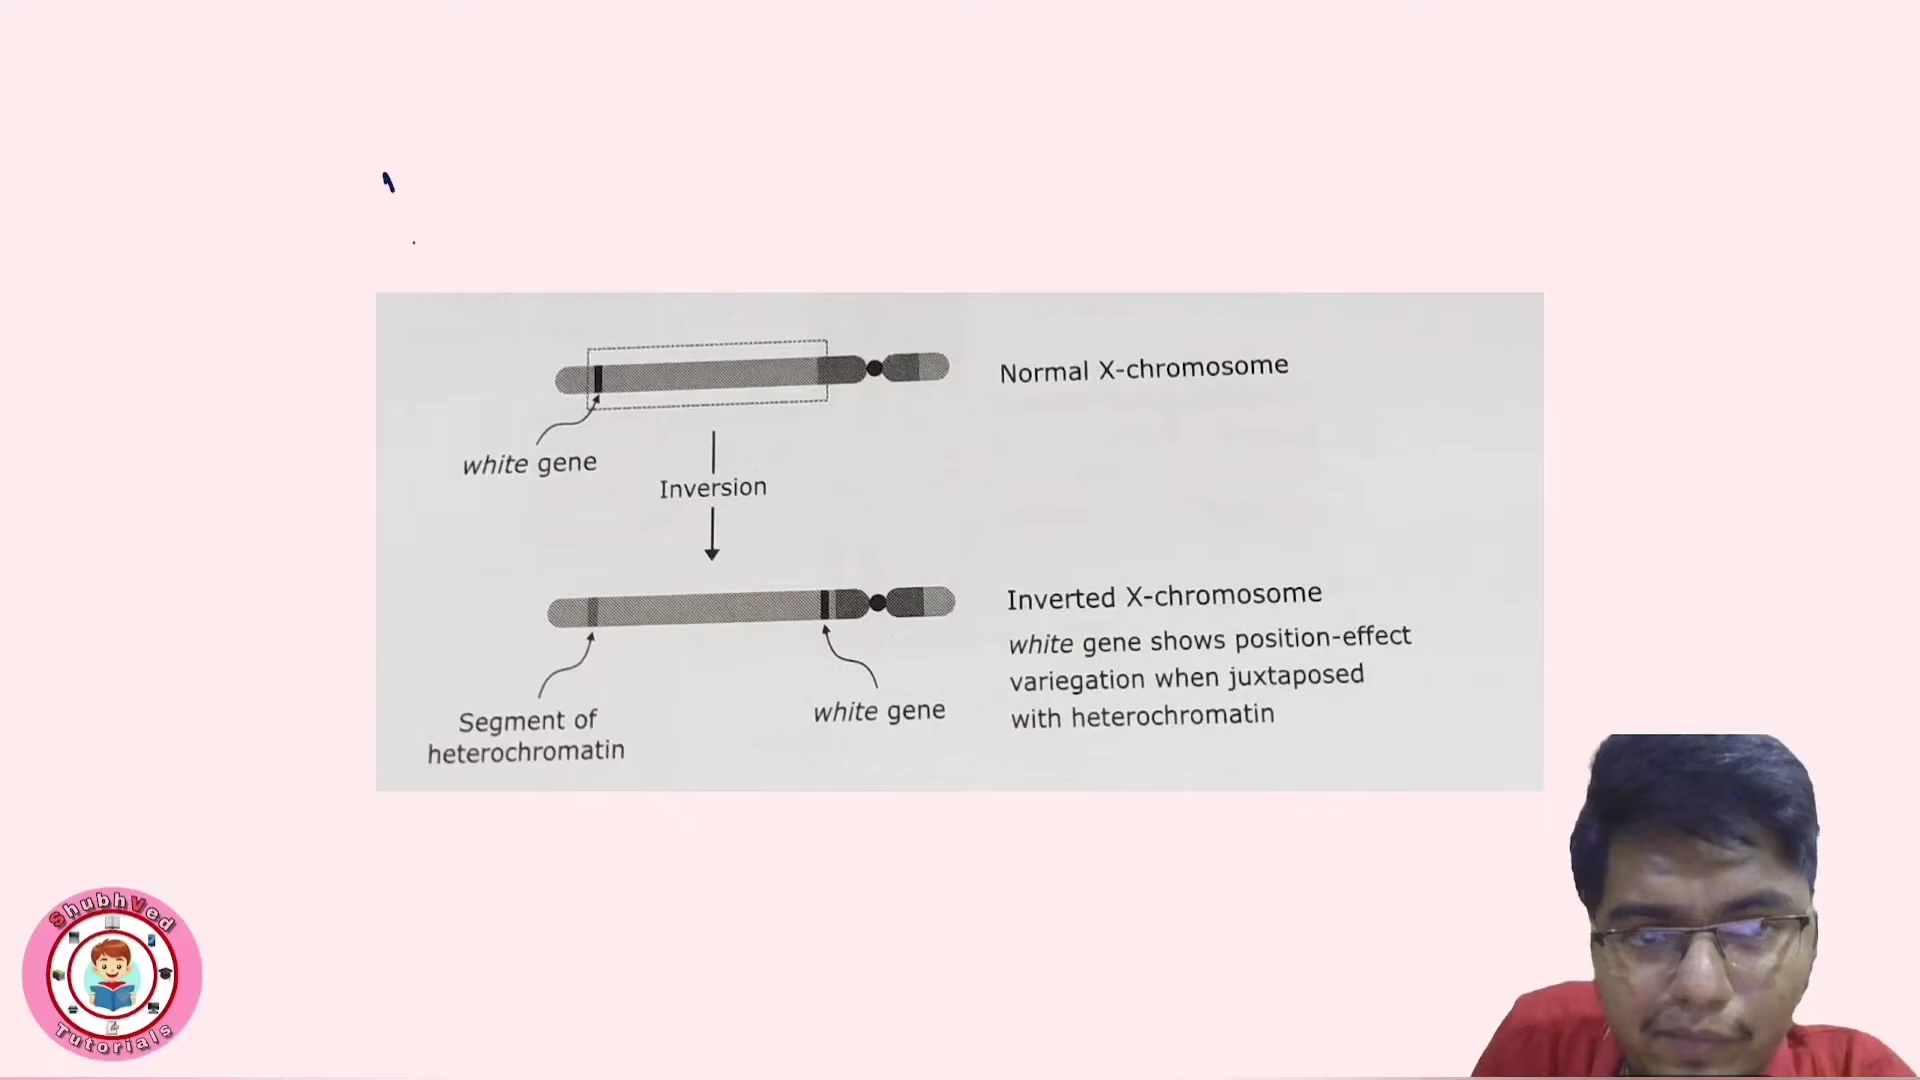 Normal X-chromosome
white gene
Inversion
Inverted X-chromosome
white gene shows position-effect
variegation when juxtaposed
with heterochromatin
Segment of
heterochromatin
white gene
ShubhVed
Tutorials